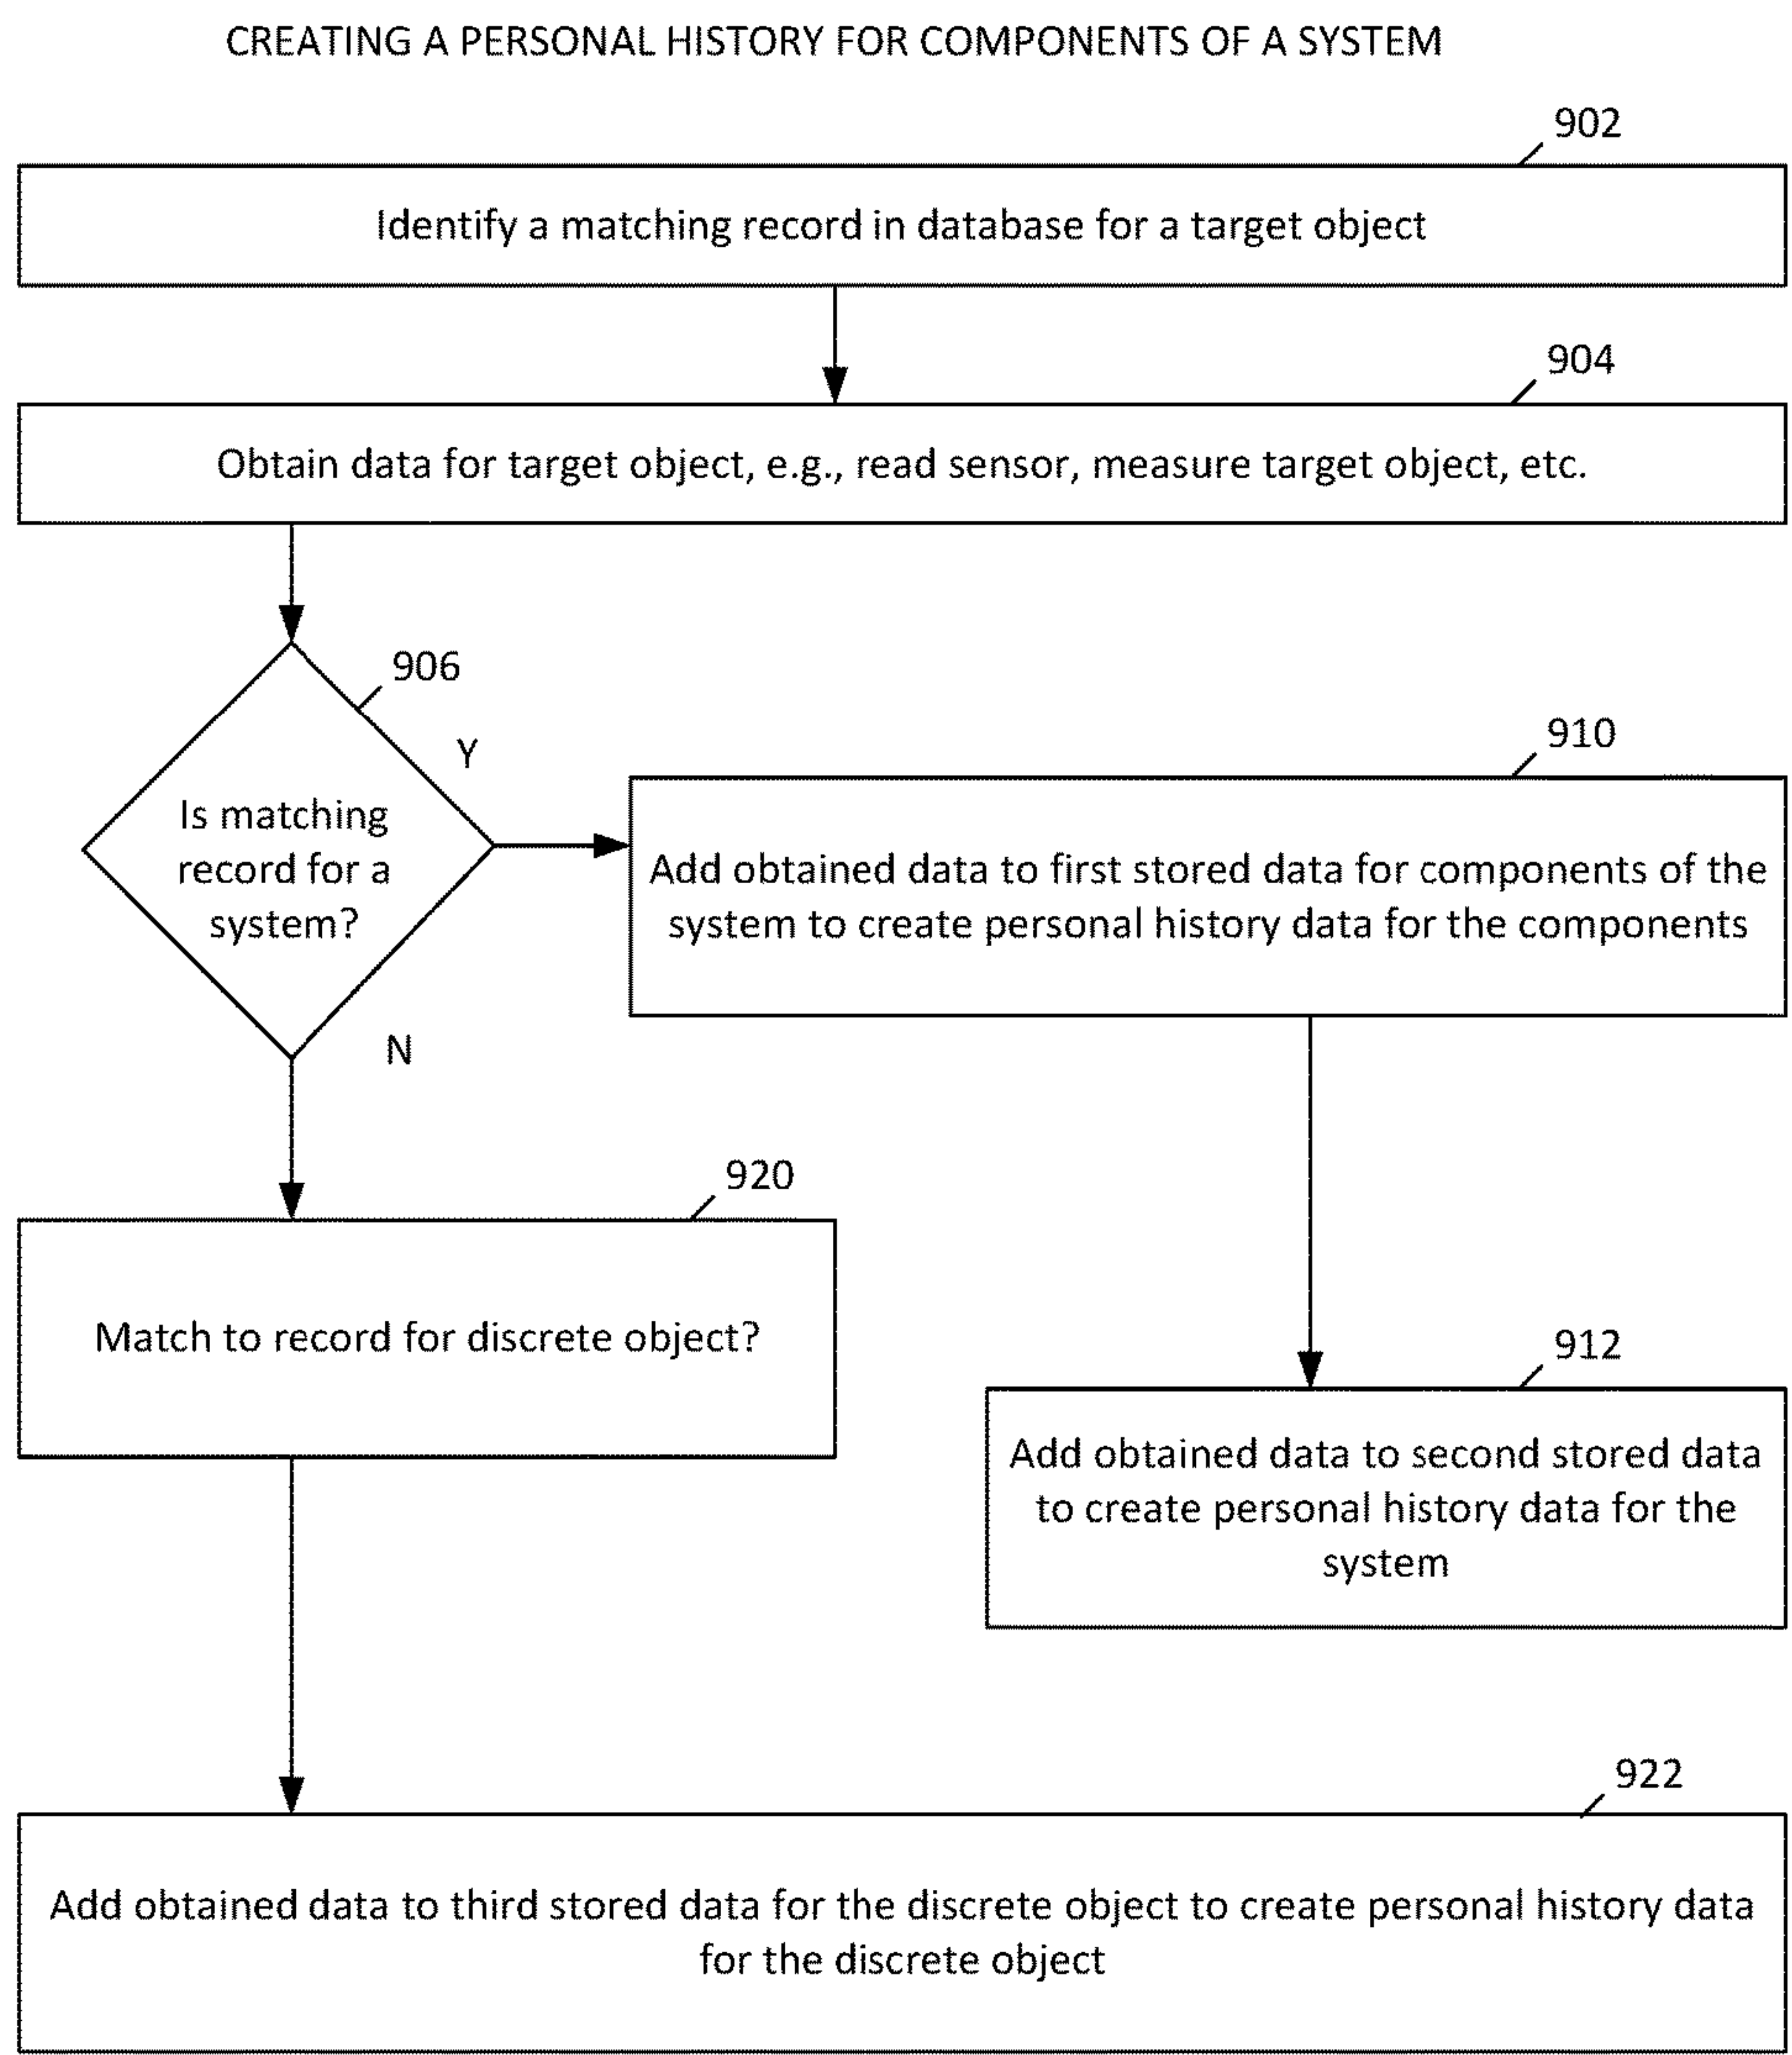 CREATING A PERSONAL HISTORY FOR COMPONENTS OF A SYSTEM
902
Identify a matching record in database for a target object
904
Obtain data for target object, e.g., read sensor, measure target object, etc.
906
Y
Is matching
record for a
system?
N
910
Add obtained data to first stored data for components of the
system to create personal history data for the components
920
Match to record for discrete object?
912
Add obtained data to second stored data
to create personal history data for the
system
922
Add obtained data to third stored data for the discrete object to create personal history data
for the discrete object